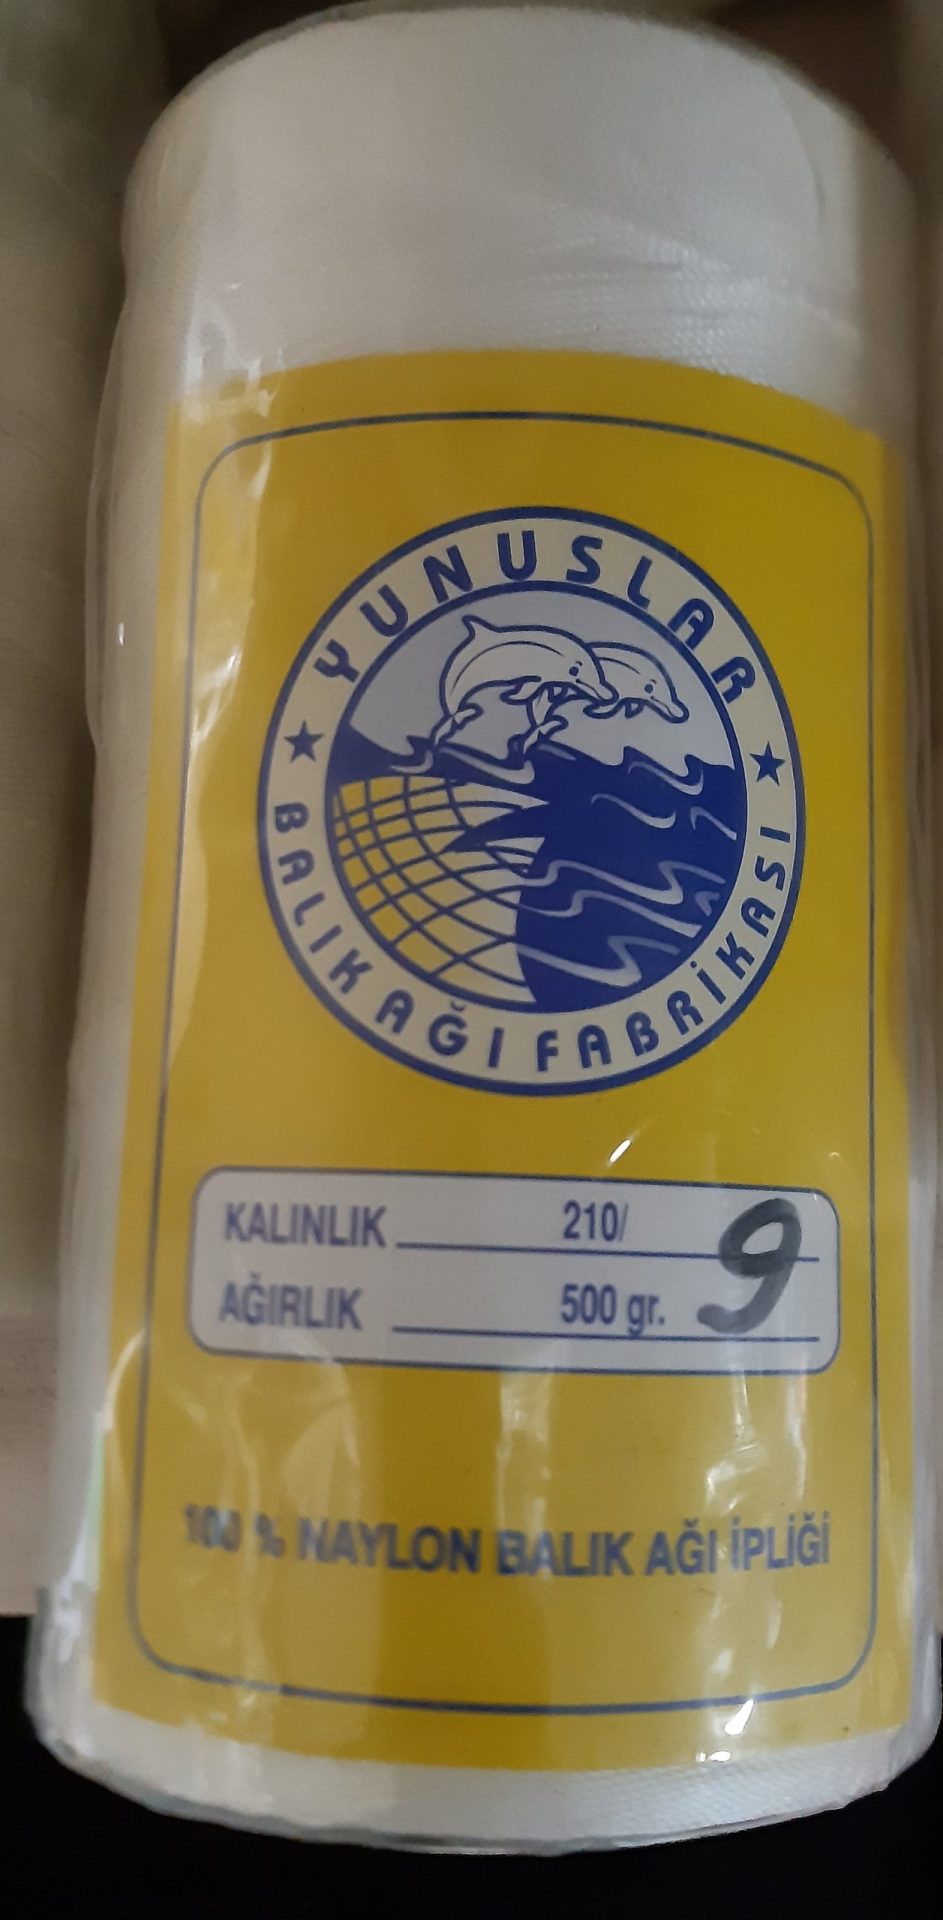 YUNUSLAR
BALIK AĞI FABRİKASI
KALINLIK 210/ 9
AĞIRLIK 500 gr.
100 % NAYLON BALIK AĞI İPLİĞİ